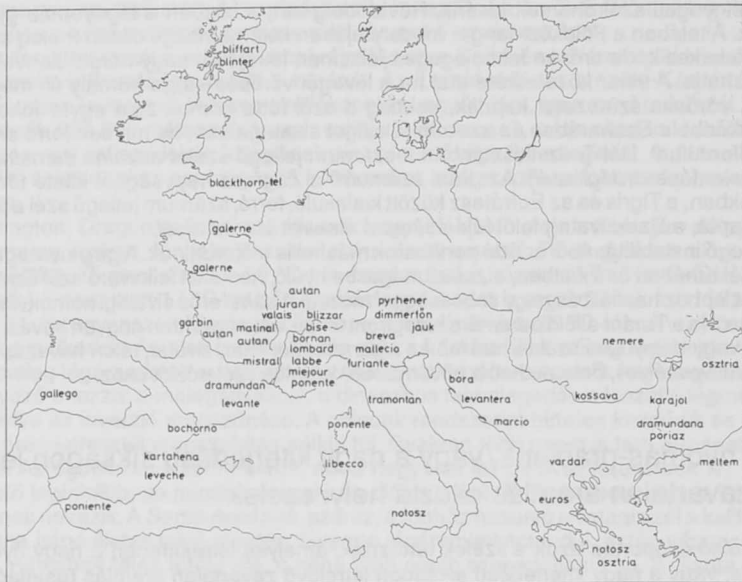 bliffart
blinter
blackthorn-tel
galerne
galerne
autan
juran
valais
blizzar
garbin
autan
matinal
bise
autan
bornan
lombard
mistral
labbe
miejour
ponente
pyrhener
dimmerton
jauk
breva
mallecio
furiante
nemere
osztria
gallego
dramundan
levante
tramontan
bora
levantera
marcio
kossava
karajol
dramundana
poriaz
bochorno
ponente
kartahena
leveche
libecco
vardar
meltem
poniente
notosz
euros
notosz
osztria